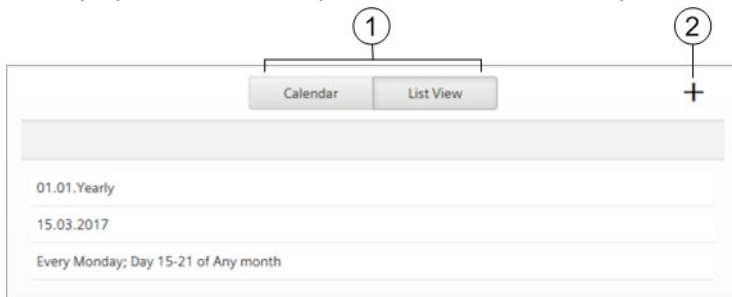 1 2
Calendar List View +
01.01.Yearly
15.03.2017
Every Monday; Day 15-21 of Any month